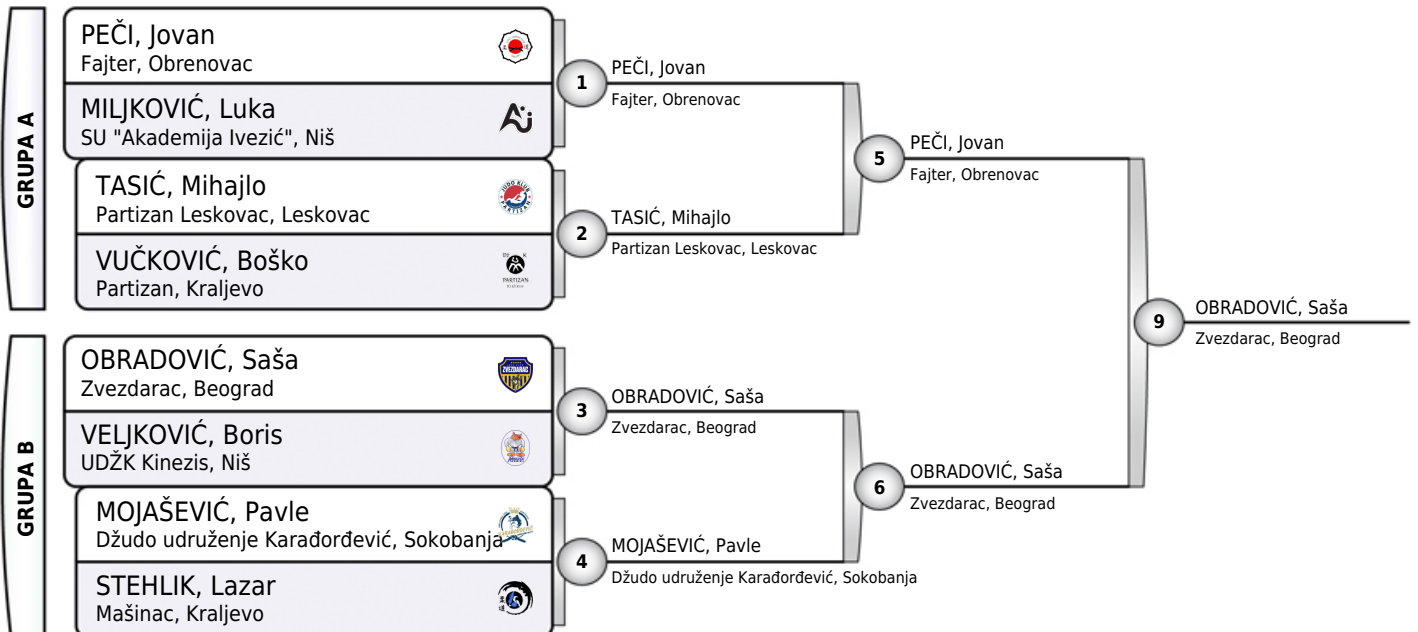 GRUPA A
PEČI, Jovan
Fajter, Obrenovac
MILJKOVIĆ, Luka
SU "Akademija Ivezić", Niš
TASIĆ, Mihajlo
Partizan Leskovac, Leskovac
VUČKOVIĆ, Boško
Partizan, Kraljevo
1
PEČI, Jovan
Fajter, Obrenovac
2
TASIĆ, Mihajlo
Partizan Leskovac, Leskovac
5
PEČI, Jovan
Fajter, Obrenovac
GRUPA B
OBRADOVIĆ, Saša
Zvezdarac, Beograd
VELJKOVIĆ, Boris
UDŽK Kinezis, Niš
MOJAŠEVIĆ, Pavle
Džudo udruženje Karađorđević, Sokobanja
STEHLIK, Lazar
Mašinac, Kraljevo
3
OBRADOVIĆ, Saša
Zvezdarac, Beograd
4
MOJAŠEVIĆ, Pavle
Džudo udruženje Karađorđević, Sokobanja
6
OBRADOVIĆ, Saša
Zvezdarac, Beograd
9
OBRADOVIĆ, Saša
Zvezdarac, Beograd